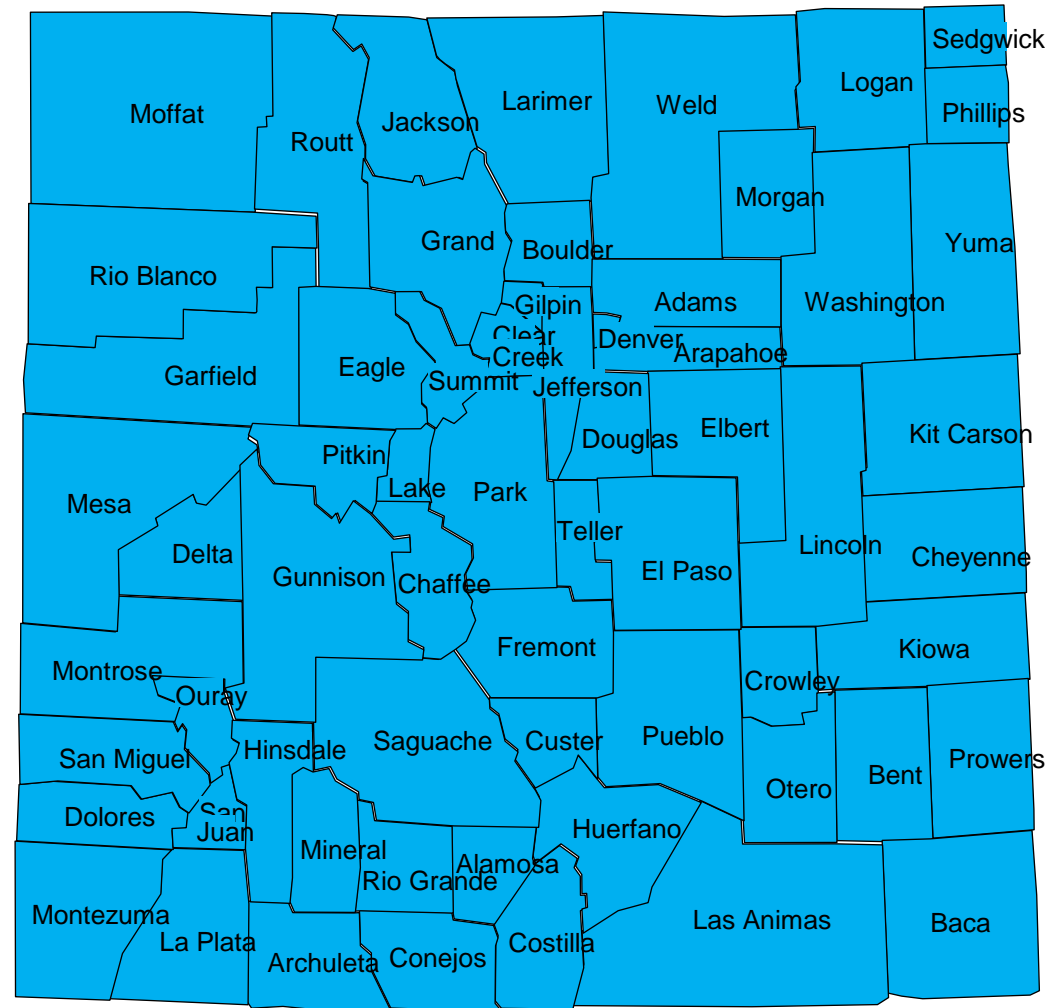 Sedgwick
Logan
Moffat
Larimer
Weld
Phillips
Jackson
Routt
Morgan
Grand
Boulder
Yuma
Rio Blanco
Gilpin
Adams
Washington
Clear
Creek
Denver
Arapahoe
Garfield
Eagle
Summit
Jefferson
Douglas
Elbert
Kit Carson
Pitkin
Lake
Park
Mesa
Teller
Delta
Gunnison
Chaffee
El Paso
Lincoln
Cheyenne
Montrose
Fremont
Kiowa
Ouray
Crowley
San Miguel
Hinsdale
Saguache
Custer
Pueblo
Prowers
Bent
Otero
Dolores
San
Juan
Mineral
Huerfano
Alamosa
Rio Grande
Montezuma
La Plata
Archuleta
Conejos
Costilla
Las Animas
Baca